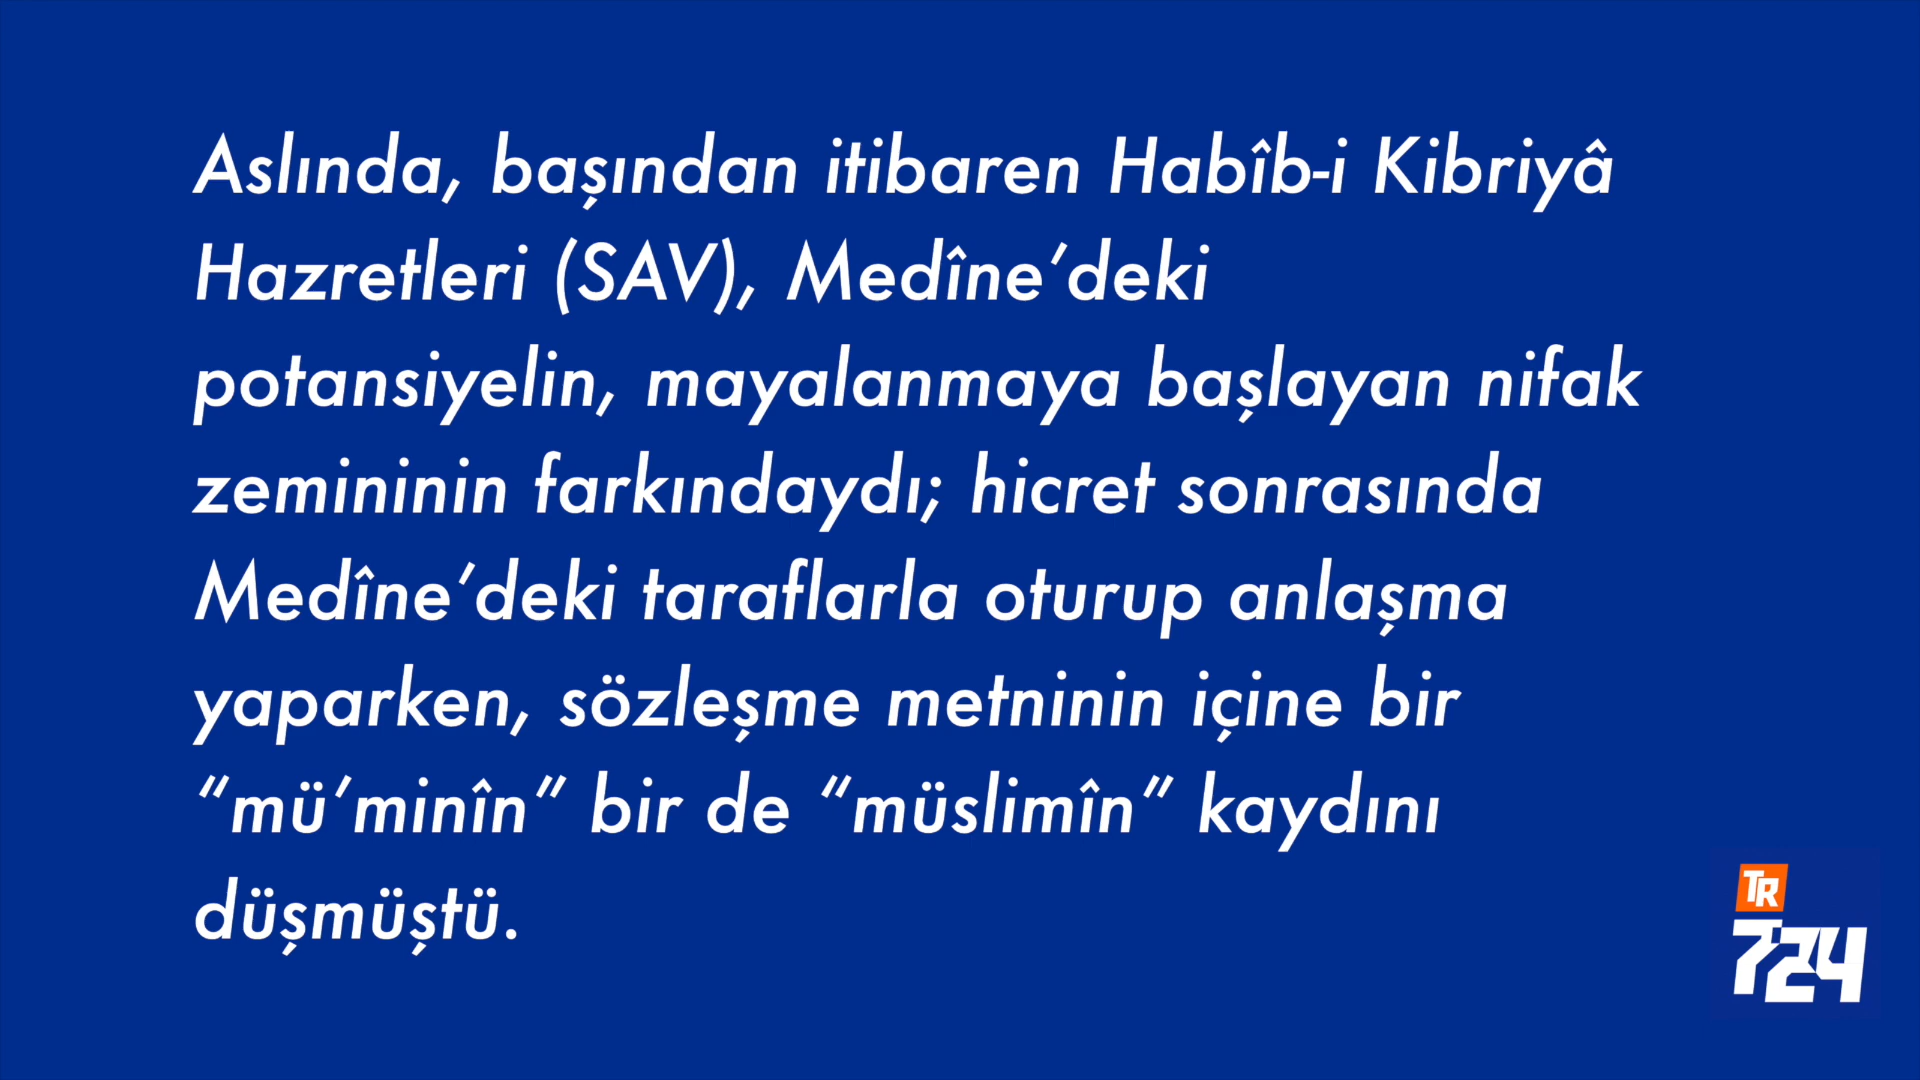 Aslında, başından itibaren Habîb-i Kibriyâ
Hazretleri (SAV), Medîne’deki
potansiyelin, mayalanmaya başlayan nifak
zemininin farkındaydı; hicret sonrasında
Medîne’deki taraflarla oturup anlaşma
yaparken, sözleşme metninin içine bir
“mü’minîn” bir de “müslimîn” kaydını
düşmüştü.
TR
724